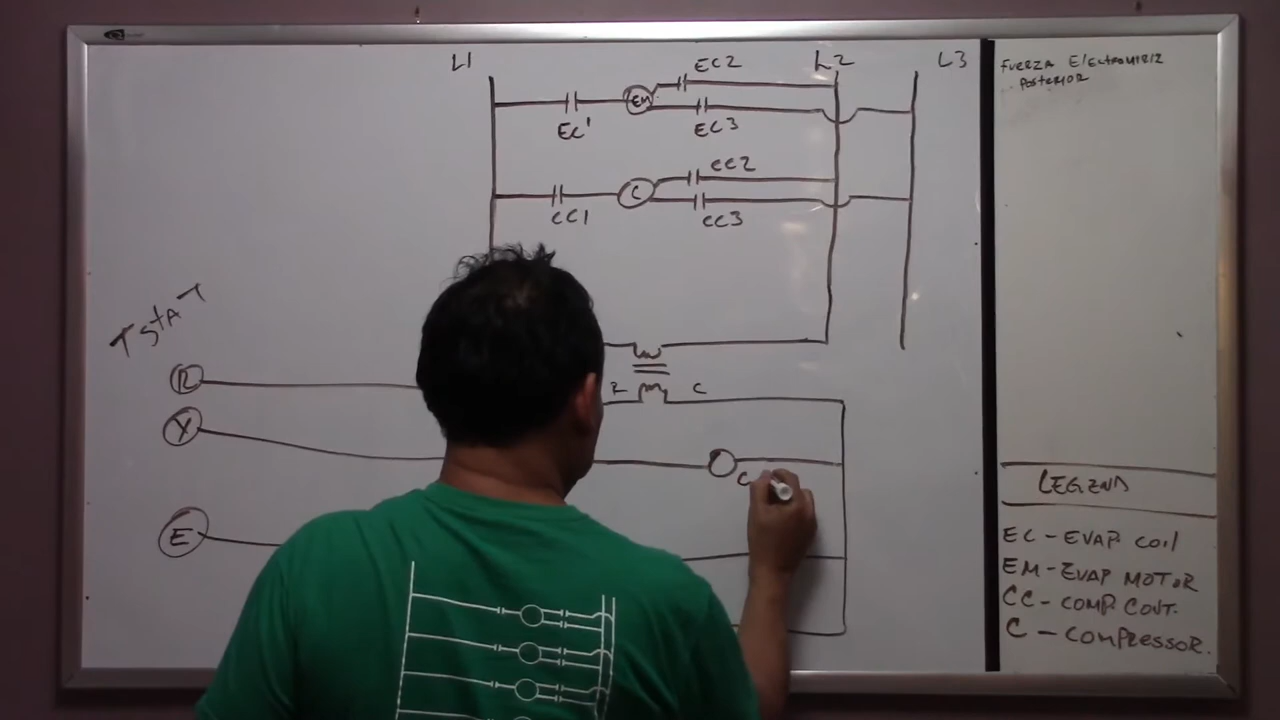 L1
L2
L3
EC2
EM
EC1
EC3
CC2
C
CC1
CC3
TSTAT
R
R C
Y
C
E
FUERZA ElECTROMTRIZ
POSTERIOR
LEGEND
EC - EVAP COIl
EM - EVAP MOTOR
CC - COMP. CONT.
C - COMPRESSOR.